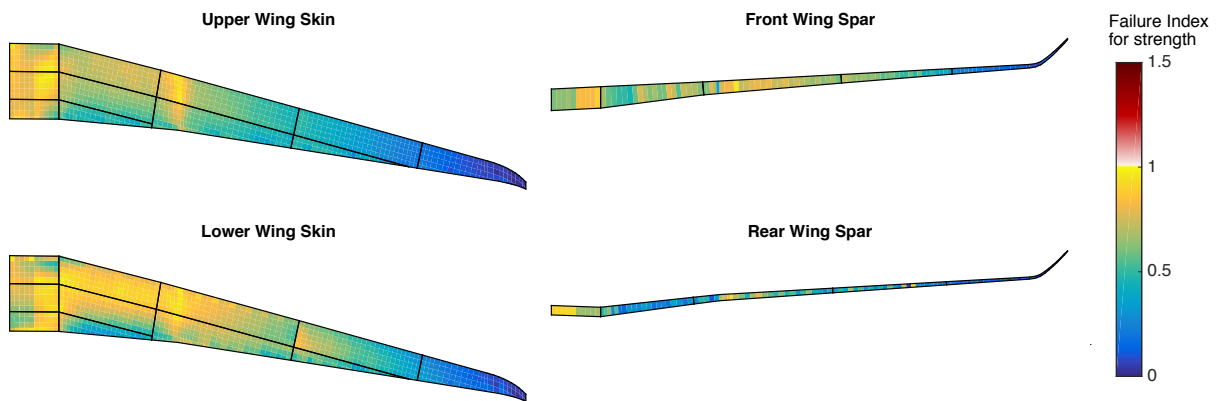 Upper Wing Skin
Front Wing Spar
Failure Index
for strength
1.5
1
0.5
0
Lower Wing Skin
Rear Wing Spar